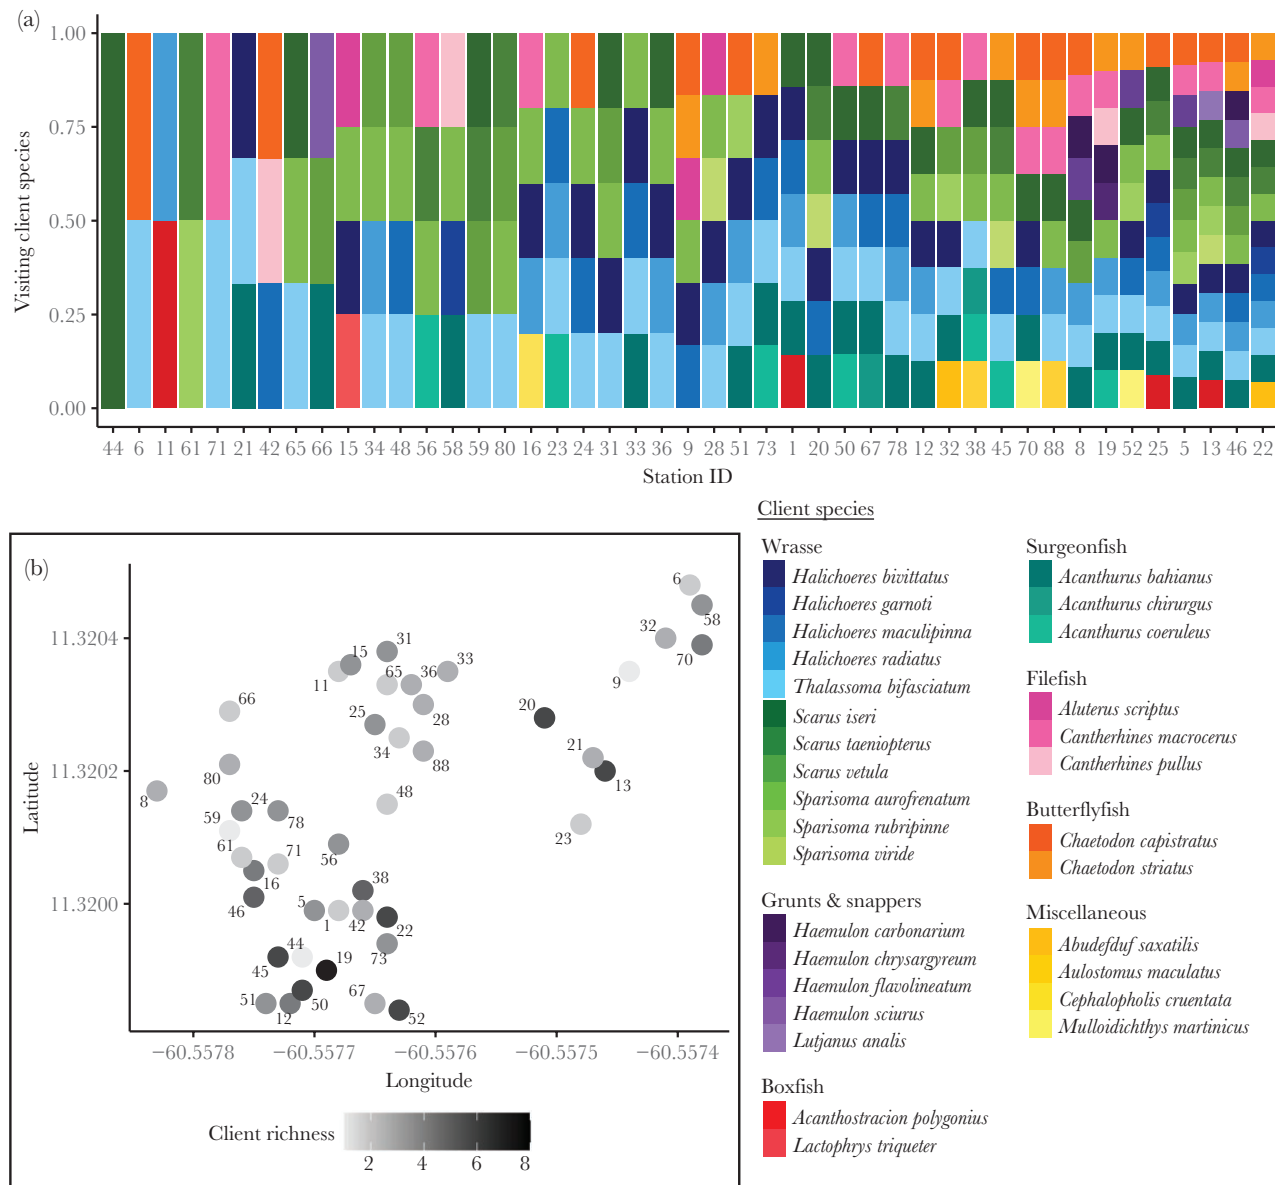 (a)
1.00
0.75
0.50
0.25
0.00
Visiting client species
44 6 11 61 71 21 42 65 66 15 34 48 56 58 59 80 16 23 24 31 33 36 9 28 51 73 1 20 50 67 78 12 32 38 45 70 88 8 19 52 25 5 13 46 22
Station ID
(b)
11.3204
11.3202
11.3200
Latitude
6
58
32
70
9
31
15
65
36
33
11
66
25
28
34
88
20
21
13
80
8
48
23
24
59
78
61
71
56
16
46
38
5
1
42
22
73
44
19
45
51
12
50
67
52
−60.5578 −60.5577 −60.5576 −60.5575 −60.5574
Longitude
Client richness
2 4 6 8
Client species
Wrasse
Halichoeres bivittatus
Halichoeres garnoti
Halichoeres maculipinna
Halichoeres radiatus
Thalassoma bifasciatum
Scarus iseri
Scarus taeniopterus
Scarus vetula
Sparisoma aurofrenatum
Sparisoma rubripinne
Sparisoma viride
Grunts & snappers
Haemulon carbonarium
Haemulon chrysargyreum
Haemulon flavolineatum
Haemulon sciurus
Lutjanus analis
Boxfish
Acanthostracion polygonius
Lactophrys triqueter
Surgeonfish
Acanthurus bahianus
Acanthurus chirurgus
Acanthurus coeruleus
Filefish
Aluterus scriptus
Cantherhines macrocerus
Cantherhines pullus
Butterflyfish
Chaetodon capistratus
Chaetodon striatus
Miscellaneous
Abudefduf saxatilis
Aulostomus maculatus
Cephalopholis cruentata
Mulloidichthys martinicus